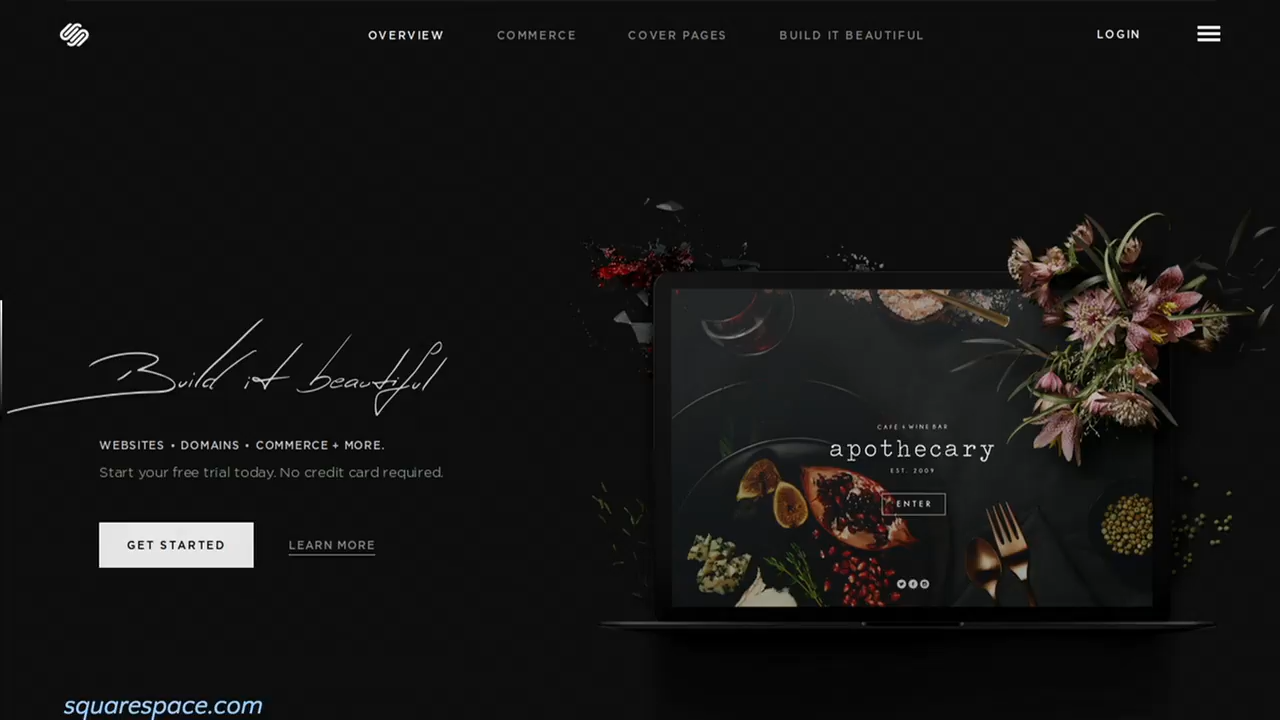 OVERVIEW COMMERCE COVER PAGES BUILD IT BEAUTIFUL LOGIN
Build it beautiful
WEBSITES • DOMAINS • COMMERCE + MORE.
Start your free trial today. No credit card required.
GET STARTED LEARN MORE
CAFÉ & WINE BAR
apothecary
EST. 2009
ENTER
squarespace.com